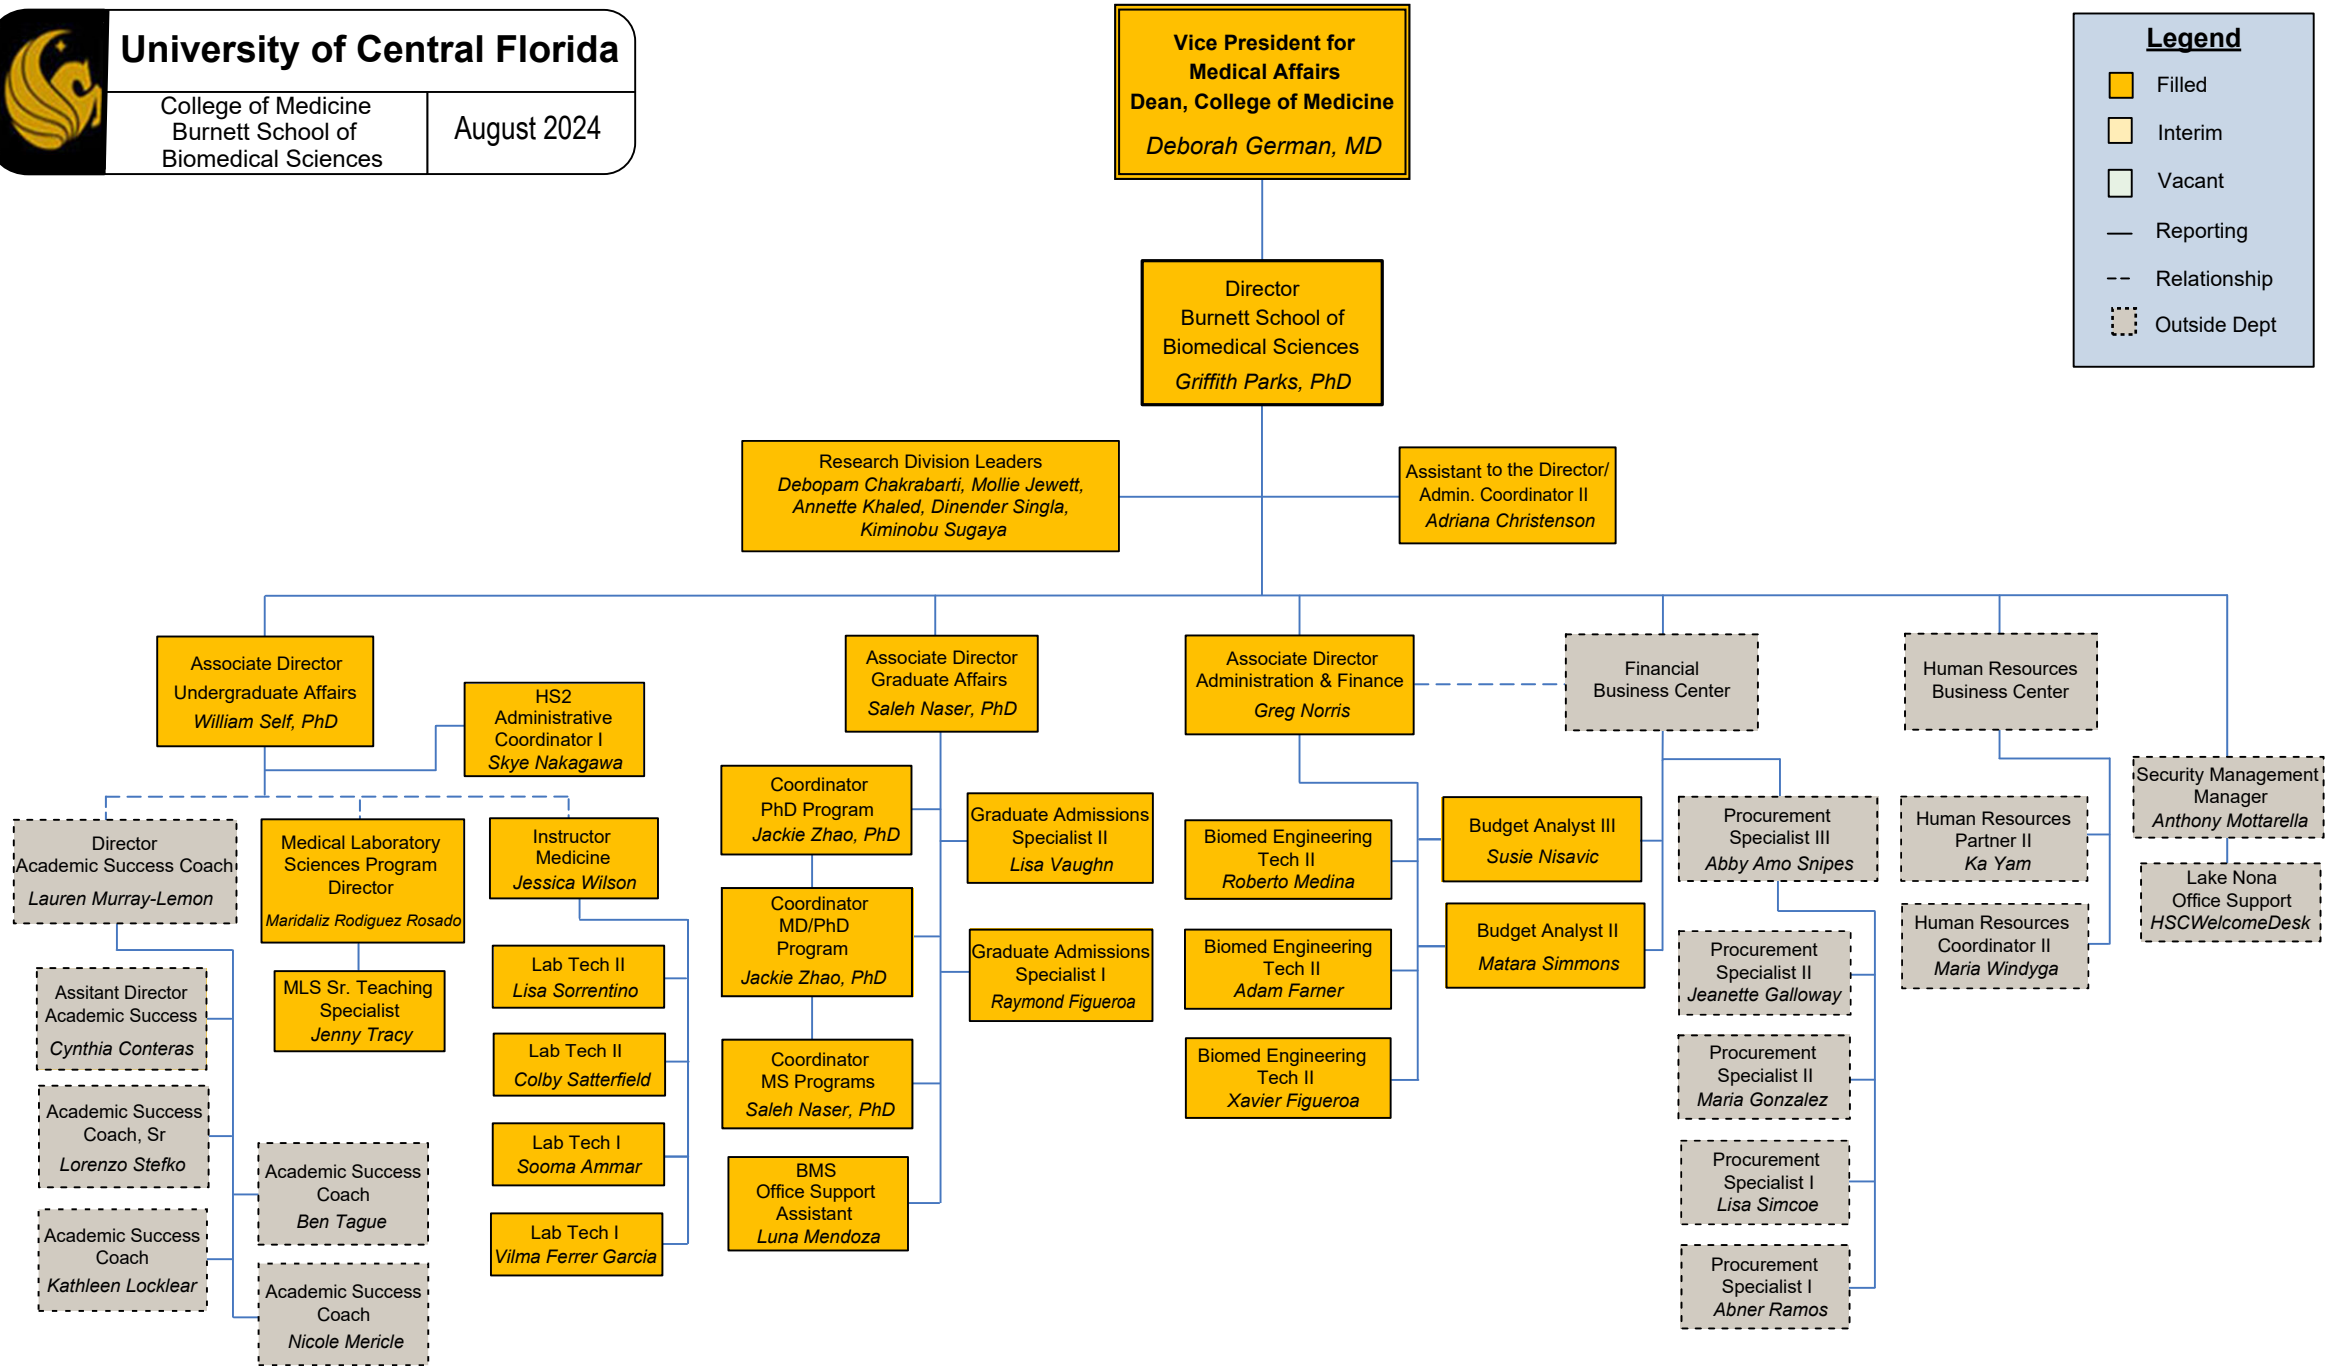 University of Central Florida
College of Medicine
Burnett School of
Biomedical Sciences
August 2024
Vice President for
Medical Affairs
Dean, College of Medicine
Deborah German, MD
Legend
Filled
Interim
Vacant
Reporting
Relationship
Outside Dept
Director
Burnett School of
Biomedical Sciences
Griffith Parks, PhD
Research Division Leaders
Debopam Chakrabarti, Mollie Jewett,
Annette Khaled, Dinender Singla,
Kiminobu Sugaya
Assistant to the Director/
Admin. Coordinator II
Adriana Christenson
Associate Director
Undergraduate Affairs
William Self, PhD
HS2
Administrative
Coordinator I
Skye Nakagawa
Associate Director
Graduate Affairs
Saleh Naser, PhD
Associate Director
Administration & Finance
Greg Norris
Financial
Business Center
Human Resources
Business Center
Security Management
Manager
Anthony Mottarella
Lake Nona
Office Support
HSCWelcomeDesk
Director
Academic Success Coach
Lauren Murray-Lemon
Medical Laboratory
Sciences Program
Director
Maridaliz Rodiguez Rosado
Instructor
Medicine
Jessica Wilson
Assitant Director
Academic Success
Cynthia Conteras
Academic Success
Coach, Sr
Lorenzo Stefko
Academic Success
Coach
Kathleen Locklear
Academic Success
Coach
Ben Tague
Academic Success
Coach
Nicole Mericle
MLS Sr. Teaching
Specialist
Jenny Tracy
Lab Tech II
Lisa Sorrentino
Lab Tech II
Colby Satterfield
Lab Tech I
Sooma Ammar
Lab Tech I
Vilma Ferrer Garcia
Coordinator
PhD Program
Jackie Zhao, PhD
Coordinator
MD/PhD
Program
Jackie Zhao, PhD
Coordinator
MS Programs
Saleh Naser, PhD
BMS
Office Support
Assistant
Luna Mendoza
Graduate Admissions
Specialist II
Lisa Vaughn
Graduate Admissions
Specialist I
Raymond Figueroa
Biomed Engineering
Tech II
Roberto Medina
Biomed Engineering
Tech II
Adam Farner
Biomed Engineering
Tech II
Xavier Figueroa
Budget Analyst III
Susie Nisavic
Budget Analyst II
Matara Simmons
Procurement
Specialist III
Abby Amo Snipes
Procurement
Specialist II
Jeanette Galloway
Procurement
Specialist II
Maria Gonzalez
Procurement
Specialist I
Lisa Simcoe
Procurement
Specialist I
Abner Ramos
Human Resources
Partner II
Ka Yam
Human Resources
Coordinator II
Maria Windyga